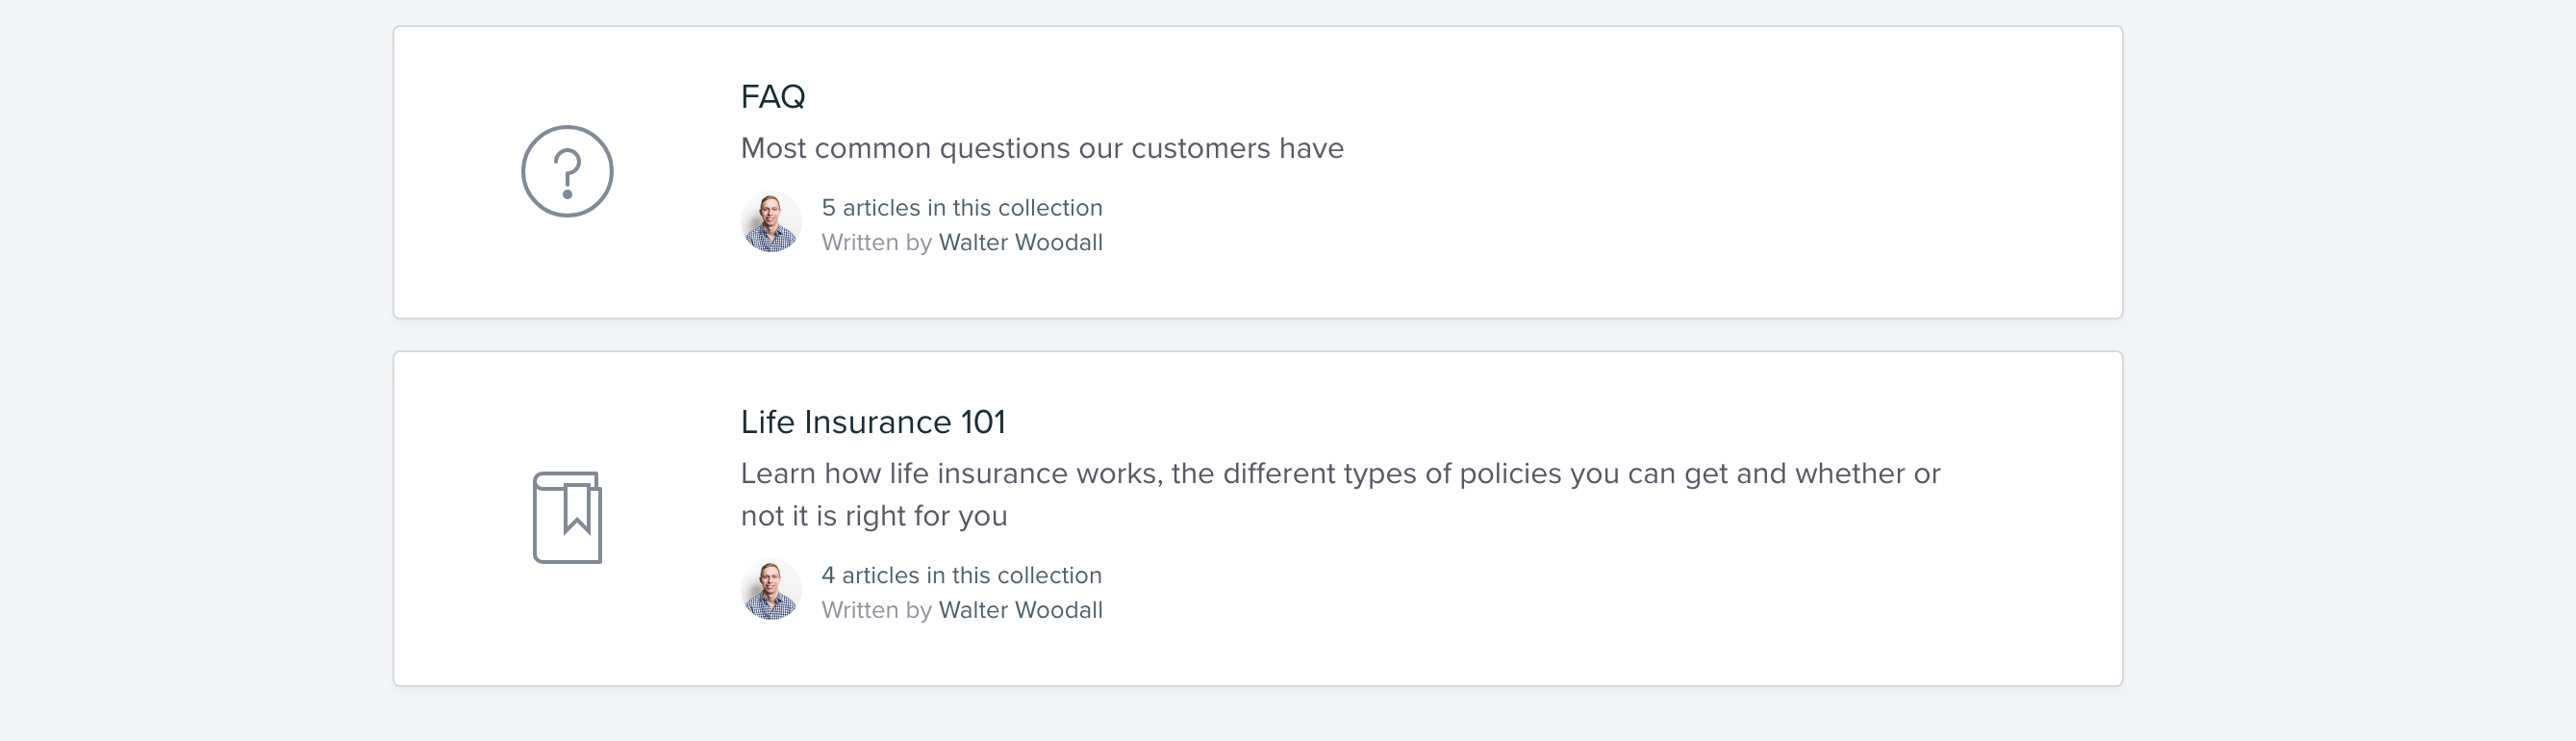 FAQ
Most common questions our customers have
5 articles in this collection
Written by Walter Woodall
Life Insurance 101
Learn how life insurance works, the different types of policies you can get and whether or
not it is right for you
4 articles in this collection
Written by Walter Woodall